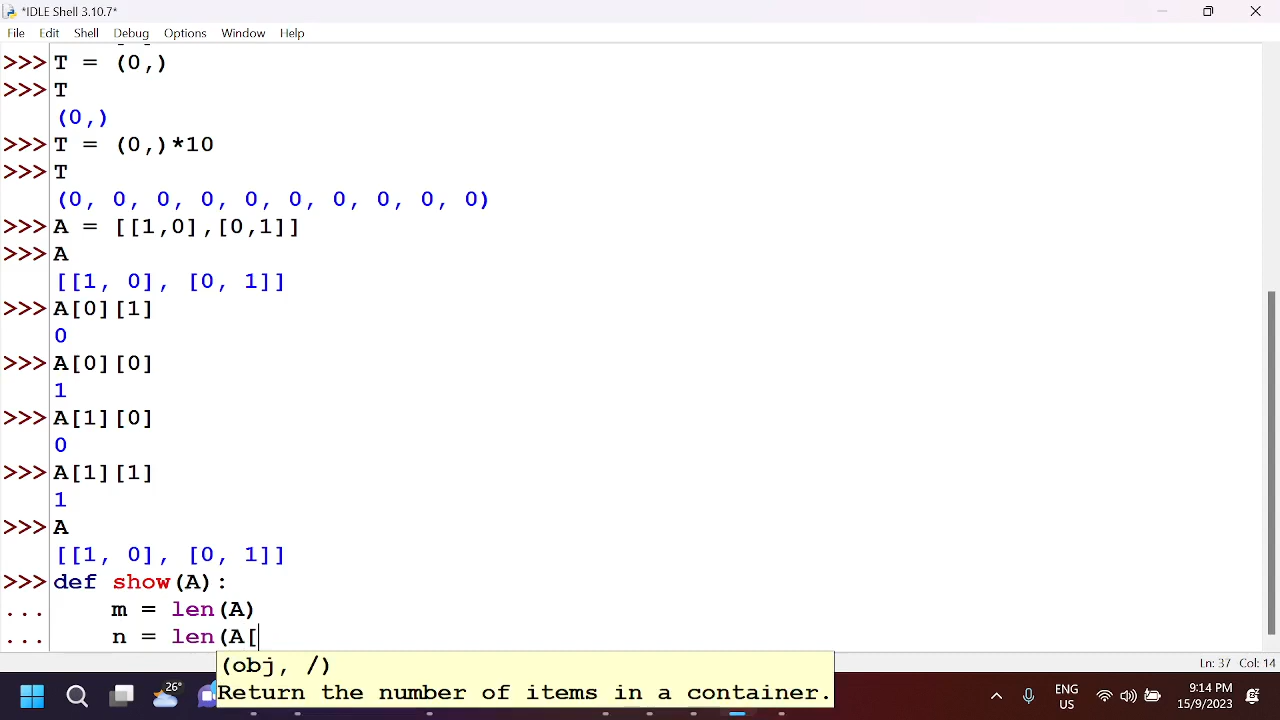 *IDLE Shell 3.10.7*
File Edit Shell Debug Options Window Help
>>> T = (0,)
>>> T
(0,)
>>> T = (0,)*10
>>> T
(0, 0, 0, 0, 0, 0, 0, 0, 0, 0)
>>> A = [[1,0],[0,1]]
>>> A
[[1, 0], [0, 1]]
>>> A[0][1]
0
>>> A[0][0]
1
>>> A[1][0]
0
>>> A[1][1]
1
>>> A
[[1, 0], [0, 1]]
>>> def show(A):
...     m = len(A)
...     n = len(A[
(obj, /)
Return the number of items in a container.
Ln: 37 Col: 14
26°
ENG
US
9:14 PM
15/9/2023